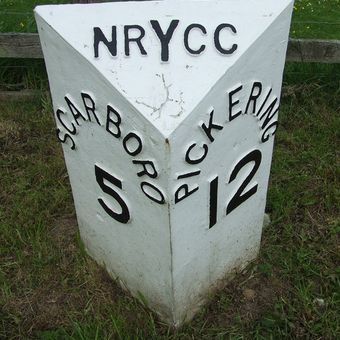 NRYCC
SCARBORO
5
PICKERING
12